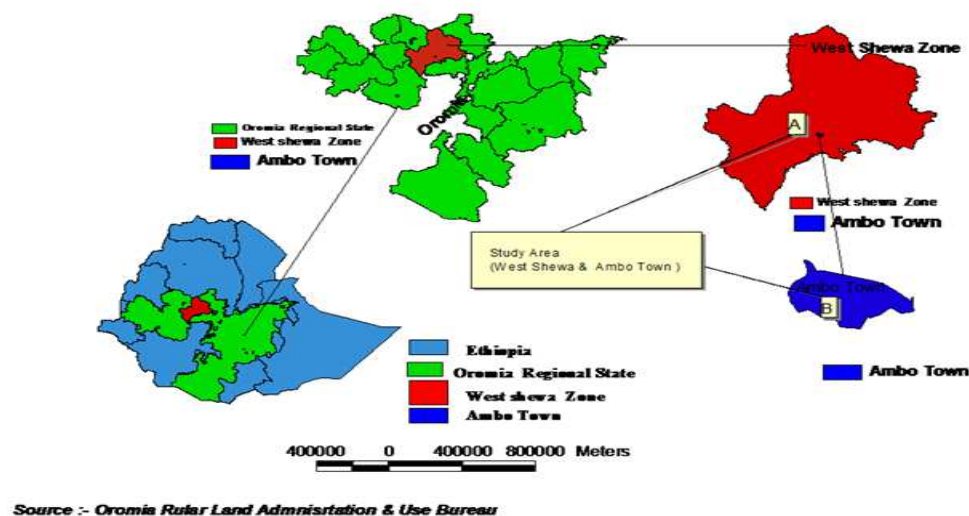 West Shewa Zone
Oromia
Oromia Regional State
West shewa Zone
Ambo Town
A
West shewa Zone
Ambo Town
Study Area
(West Shewa & Ambo Town )
Ambo Town
B
Ambo Town
Ethiopia
Oromia Regional State
West shewa Zone
Ambo Town
400000 0 400000 800000 Meters
Source :- Oromia Rular Land Admnisrtation & Use Bureau